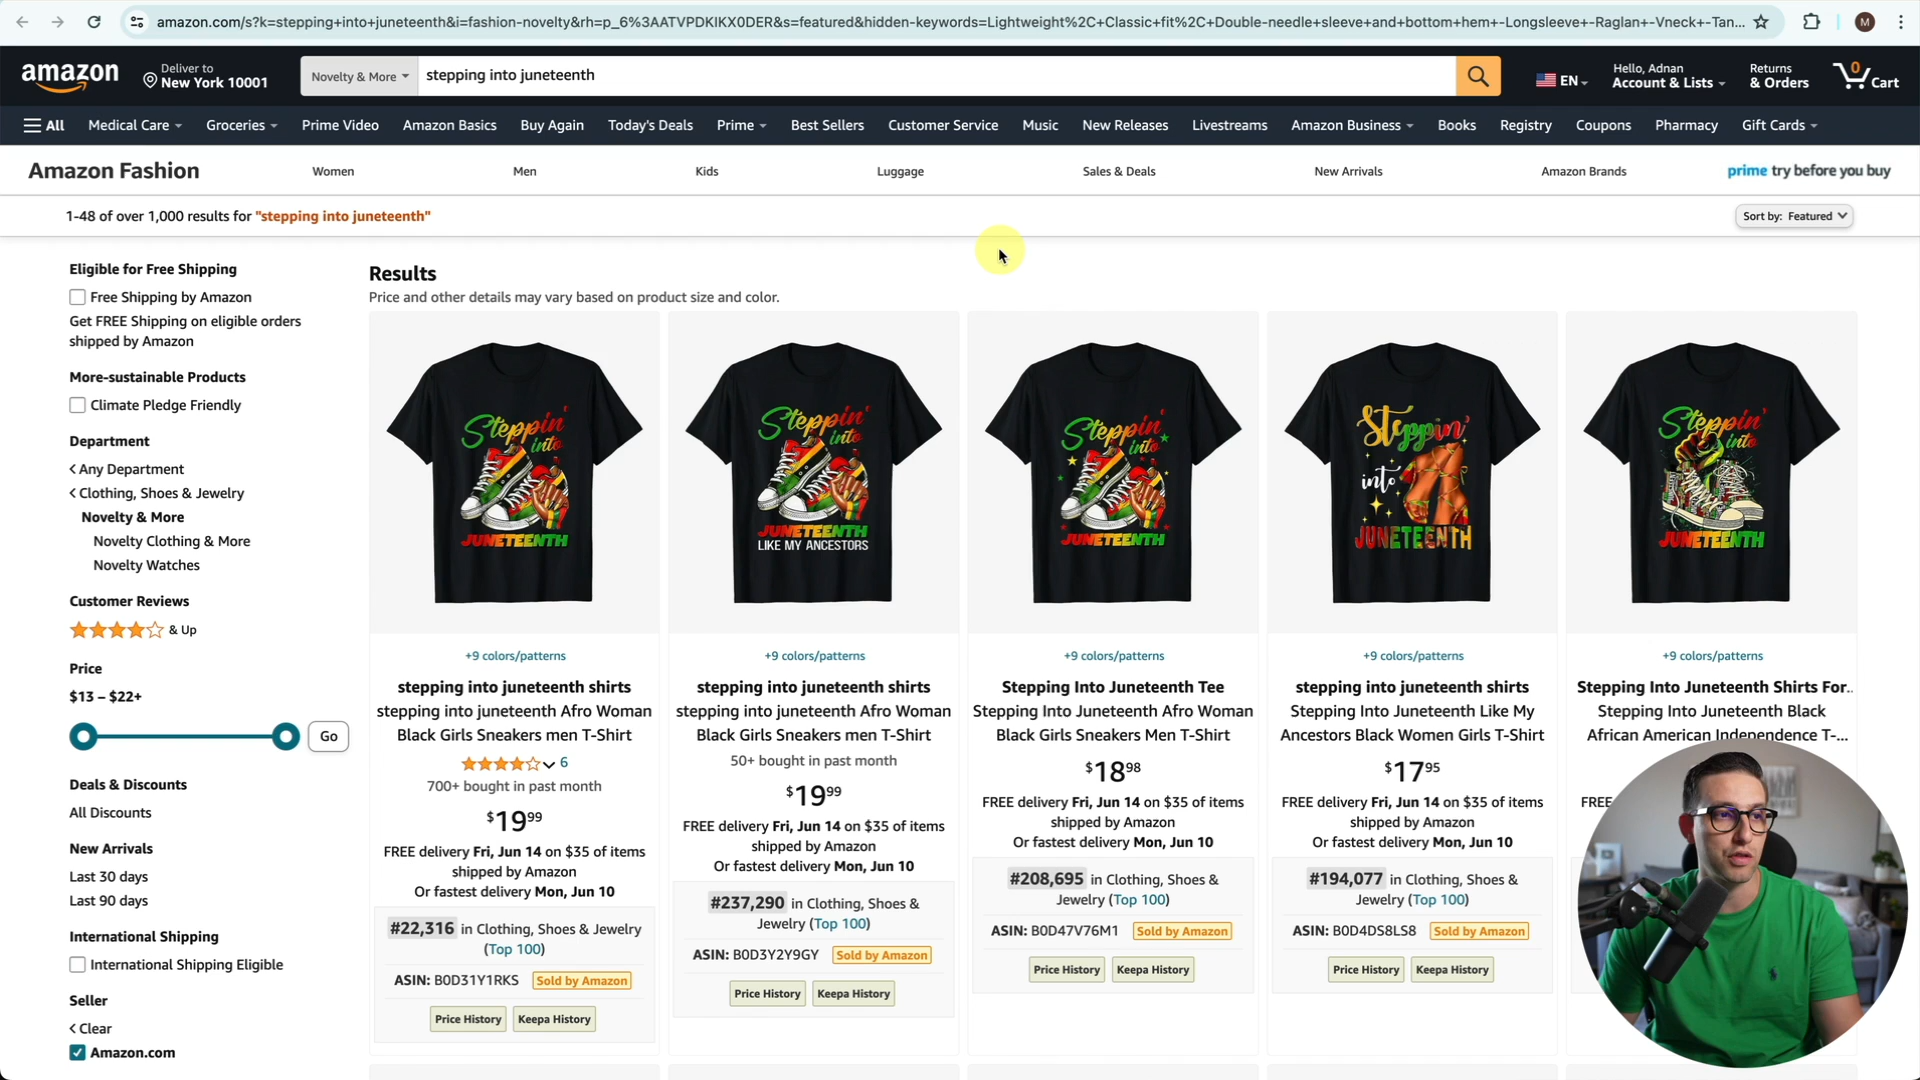 amazon.com/s?k=stepping+into+juneteenth&i=fashion-novelty&rh=p_6%3AATVPDKIKX0DER&s=featured&hidden-keywords=Lightweight%2C+Classic+fit%2C+Double-needle+sleeve+and+bottom+hem+-Longsleeve+-Raglan+-Vneck+-Tan...
M
amazon
Deliver to
New York 10001
Novelty & More
stepping into juneteenth
EN
Hello, Adnan
Account & Lists
Returns
& Orders
0
Cart
All
Medical Care
Groceries
Prime Video
Amazon Basics
Buy Again
Today's Deals
Prime
Best Sellers
Customer Service
Music
New Releases
Livestreams
Amazon Business
Books
Registry
Coupons
Pharmacy
Gift Cards
Amazon Fashion
Women
Men
Kids
Luggage
Sales & Deals
New Arrivals
Amazon Brands
prime try before you buy
1-48 of over 1,000 results for "stepping into juneteenth"
Sort by: Featured
Eligible for Free Shipping
Free Shipping by Amazon
Get FREE Shipping on eligible orders
shipped by Amazon
More-sustainable Products
Climate Pledge Friendly
Department
Any Department
Clothing, Shoes & Jewelry
Novelty & More
Novelty Clothing & More
Novelty Watches
Customer Reviews
& Up
Price
$13 – $22+
Go
Deals & Discounts
All Discounts
New Arrivals
Last 30 days
Last 90 days
International Shipping
International Shipping Eligible
Seller
Clear
Amazon.com
Results
Price and other details may vary based on product size and color.
Steppin'
into
JUNETEENTH
+9 colors/patterns
stepping into juneteenth shirts
stepping into juneteenth Afro Woman
Black Girls Sneakers men T-Shirt
6
700+ bought in past month
$1999
FREE delivery Fri, Jun 14 on $35 of items
shipped by Amazon
Or fastest delivery Mon, Jun 10
#22,316 in Clothing, Shoes & Jewelry
(Top 100)
ASIN: B0D31Y1RKS
Sold by Amazon
Price History
Keepa History
Steppin'
into
JUNETEENTH
LIKE MY ANCESTORS
+9 colors/patterns
stepping into juneteenth shirts
stepping into juneteenth Afro Woman
Black Girls Sneakers men T-Shirt
50+ bought in past month
$1999
FREE delivery Fri, Jun 14 on $35 of items
shipped by Amazon
Or fastest delivery Mon, Jun 10
#237,290 in Clothing, Shoes &
Jewelry (Top 100)
ASIN: B0D3Y2Y9GY
Sold by Amazon
Price History
Keepa History
Steppin'
into
JUNETEENTH
+9 colors/patterns
Stepping Into Juneteenth Tee
Stepping Into Juneteenth Afro Woman
Black Girls Sneakers Men T-Shirt
$1898
FREE delivery Fri, Jun 14 on $35 of items
shipped by Amazon
Or fastest delivery Mon, Jun 10
#208,695 in Clothing, Shoes &
Jewelry (Top 100)
ASIN: B0D47V76M1
Sold by Amazon
Price History
Keepa History
Steppin'
into
JUNETEENTH
+9 colors/patterns
stepping into juneteenth shirts
Stepping Into Juneteenth Like My
Ancestors Black Women Girls T-Shirt
$1795
FREE delivery Fri, Jun 14 on $35 of items
shipped by Amazon
Or fastest delivery Mon, Jun 10
#194,077 in Clothing, Shoes &
Jewelry (Top 100)
ASIN: B0D4DS8LS8
Sold by Amazon
Price History
Keepa History
Steppin'
into
JUNETEENTH
+9 colors/patterns
Stepping Into Juneteenth Shirts For..
Stepping Into Juneteenth Black
African American Independence T-...
FREE